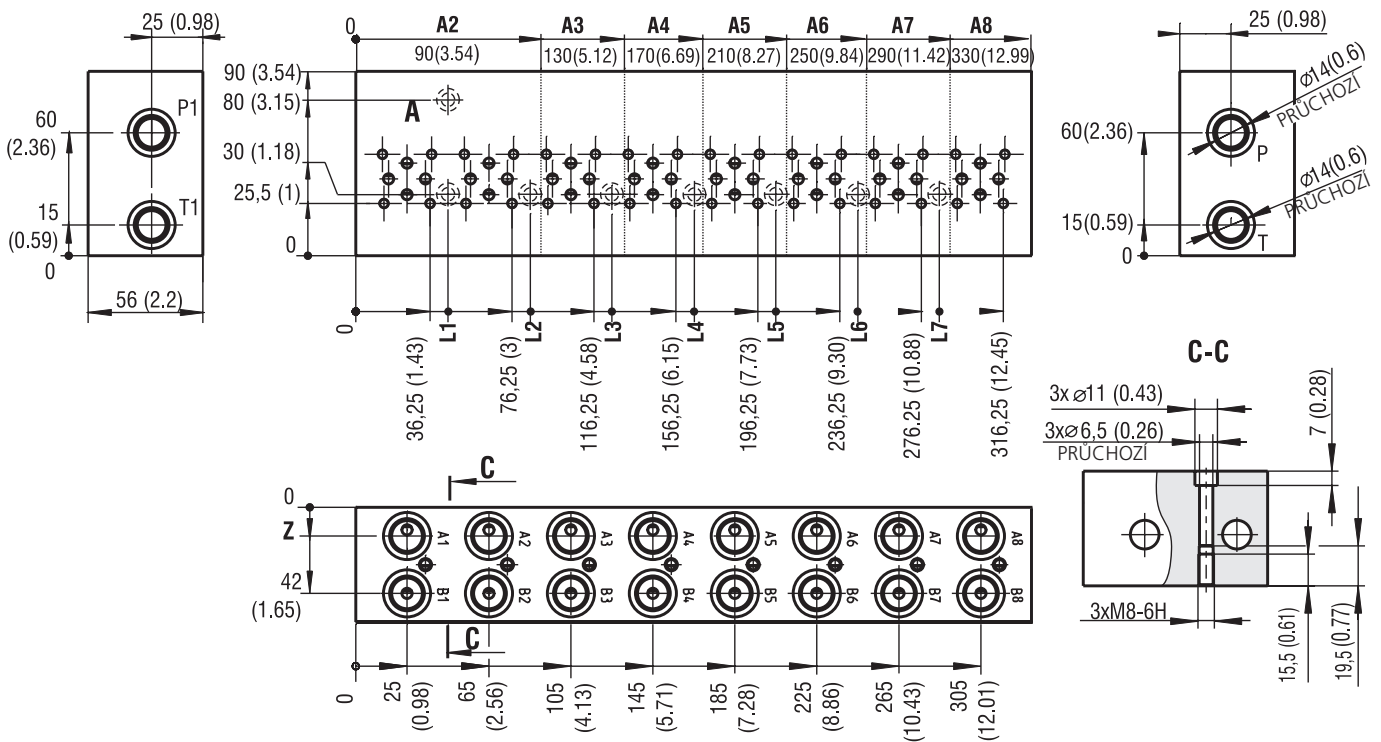 25 (0.98)
P1
60
(2.36)
T1
15
(0.59)
0
56 (2.2)
0
A2
A3
A4
A5
A6
A7
A8
90(3.54)
130(5.12)
170(6.69)
210(8.27)
250(9.84)
290(11.42)
330(12.99)
90 (3.54)
80 (3.15)
A
30 (1.18)
25,5 (1)
0
0
36,25 (1.43)
L1
76,25 (3)
L2
116,25 (4.58)
L3
156,25 (6.15)
L4
196,25 (7.73)
L5
236,25 (9.30)
L6
276.25 (10.88)
L7
316,25 (12.45)
25 (0.98)
⌀14(0.6)
PRŮCHOZÍ
60(2.36)
P
⌀14(0.6)
PRŮCHOZÍ
15(0.59)
T
0
C-C
3x⌀11 (0.43)
7 (0.28)
3x⌀6,5 (0.26)
PRŮCHOZÍ
3xM8-6H
15,5 (0.61)
19,5 (0.77)
C
0
Z
42
(1.65)
A1
A2
A3
A4
A5
A6
A7
A8
B1
B2
B3
B4
B5
B6
B7
B8
C
0
25
(0.98)
65
(2.56)
105
(4.13)
145
(5.71)
185
(7.28)
225
(8.86)
265
(10.43)
305
(12.01)